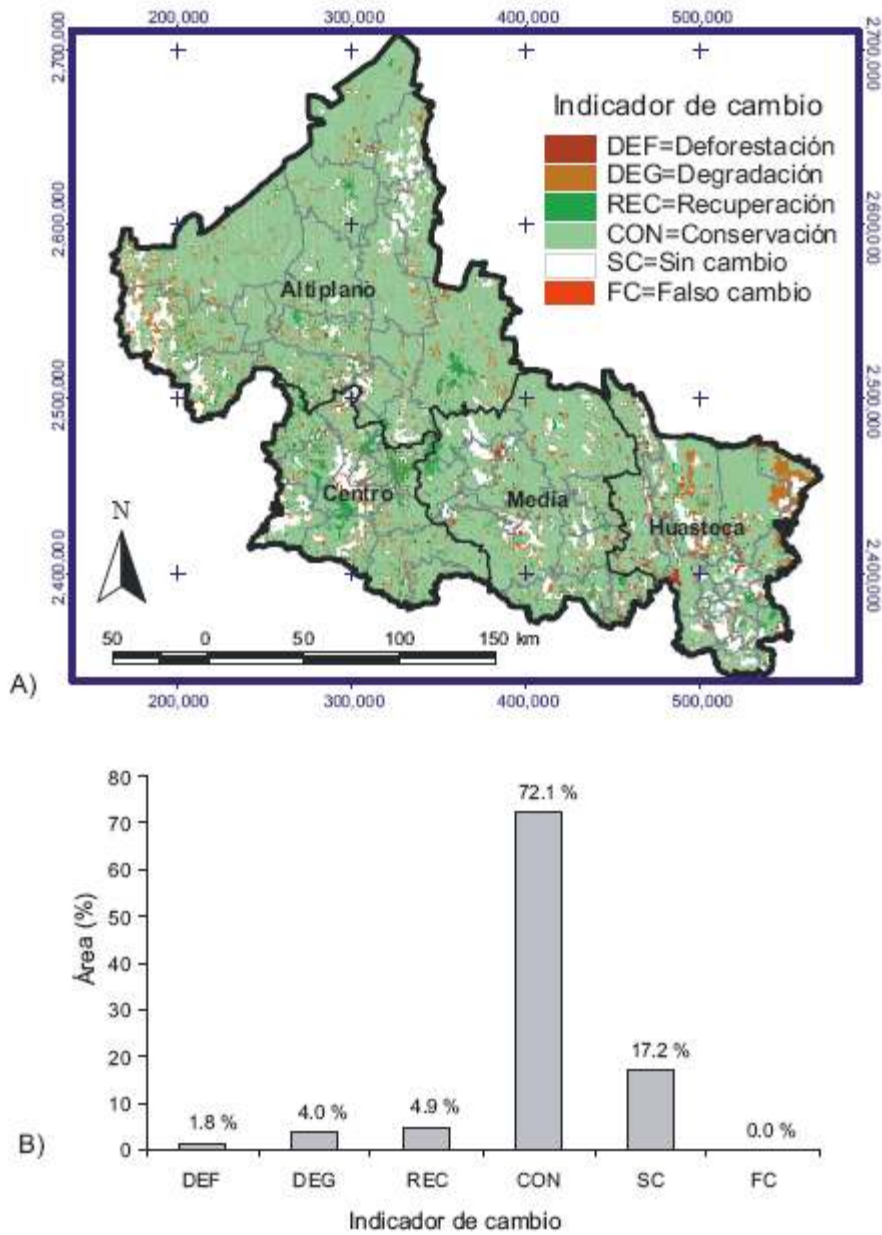 200,000 300,000 400,000 500,000
2,700,000
2,600,000
2,500,000
2,400,000
2,700,000
2,600,000
2,500,000
2,400,000
Indicador de cambio
DEF=Deforestación
DEG=Degradación
REC=Recuperación
CON=Conservación
SC=Sin cambio
FC=Falso cambio
Altiplano
Centro
Media
Huasteca
N
50 0 50 100 150 km
A)
200,000 300,000 400,000 500,000
80
70
60
50
40
30
20
10
0
Área (%)
1.8 %
4.0 %
4.9 %
72.1 %
17.2 %
0.0 %
B)
DEF DEG REC CON SC FC
Indicador de cambio